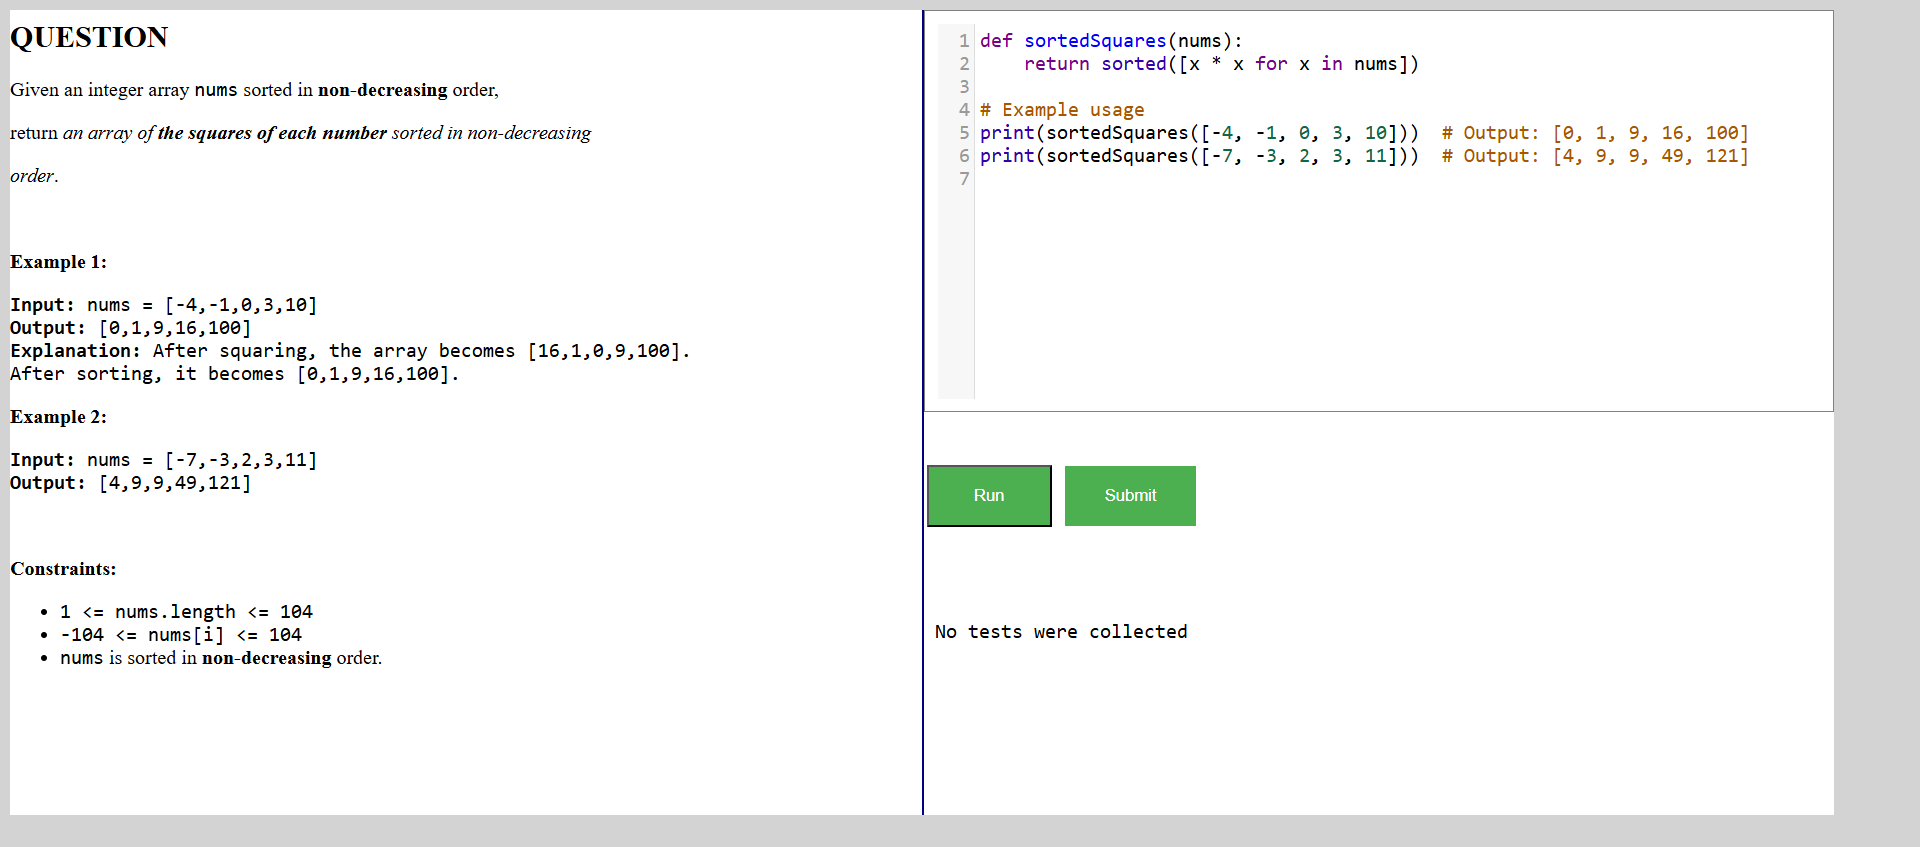 QUESTION
Given an integer array nums sorted in non-decreasing order,
return an array of the squares of each number sorted in non-decreasing
order.
Example 1:
Input: nums = [-4,-1,0,3,10]
Output: [0,1,9,16,100]
Explanation: After squaring, the array becomes [16,1,0,9,100].
After sorting, it becomes [0,1,9,16,100].
Example 2:
Input: nums = [-7,-3,2,3,11]
Output: [4,9,9,49,121]
Constraints:
• 1 <= nums.length <= 104
• -104 <= nums[i] <= 104
• nums is sorted in non-decreasing order.
1 def sortedSquares(nums):
2     return sorted([x * x for x in nums])
3
4 # Example usage
5 print(sortedSquares([-4, -1, 0, 3, 10]))  # Output: [0, 1, 9, 16, 100]
6 print(sortedSquares([-7, -3, 2, 3, 11]))  # Output: [4, 9, 9, 49, 121]
7
Run Submit
No tests were collected